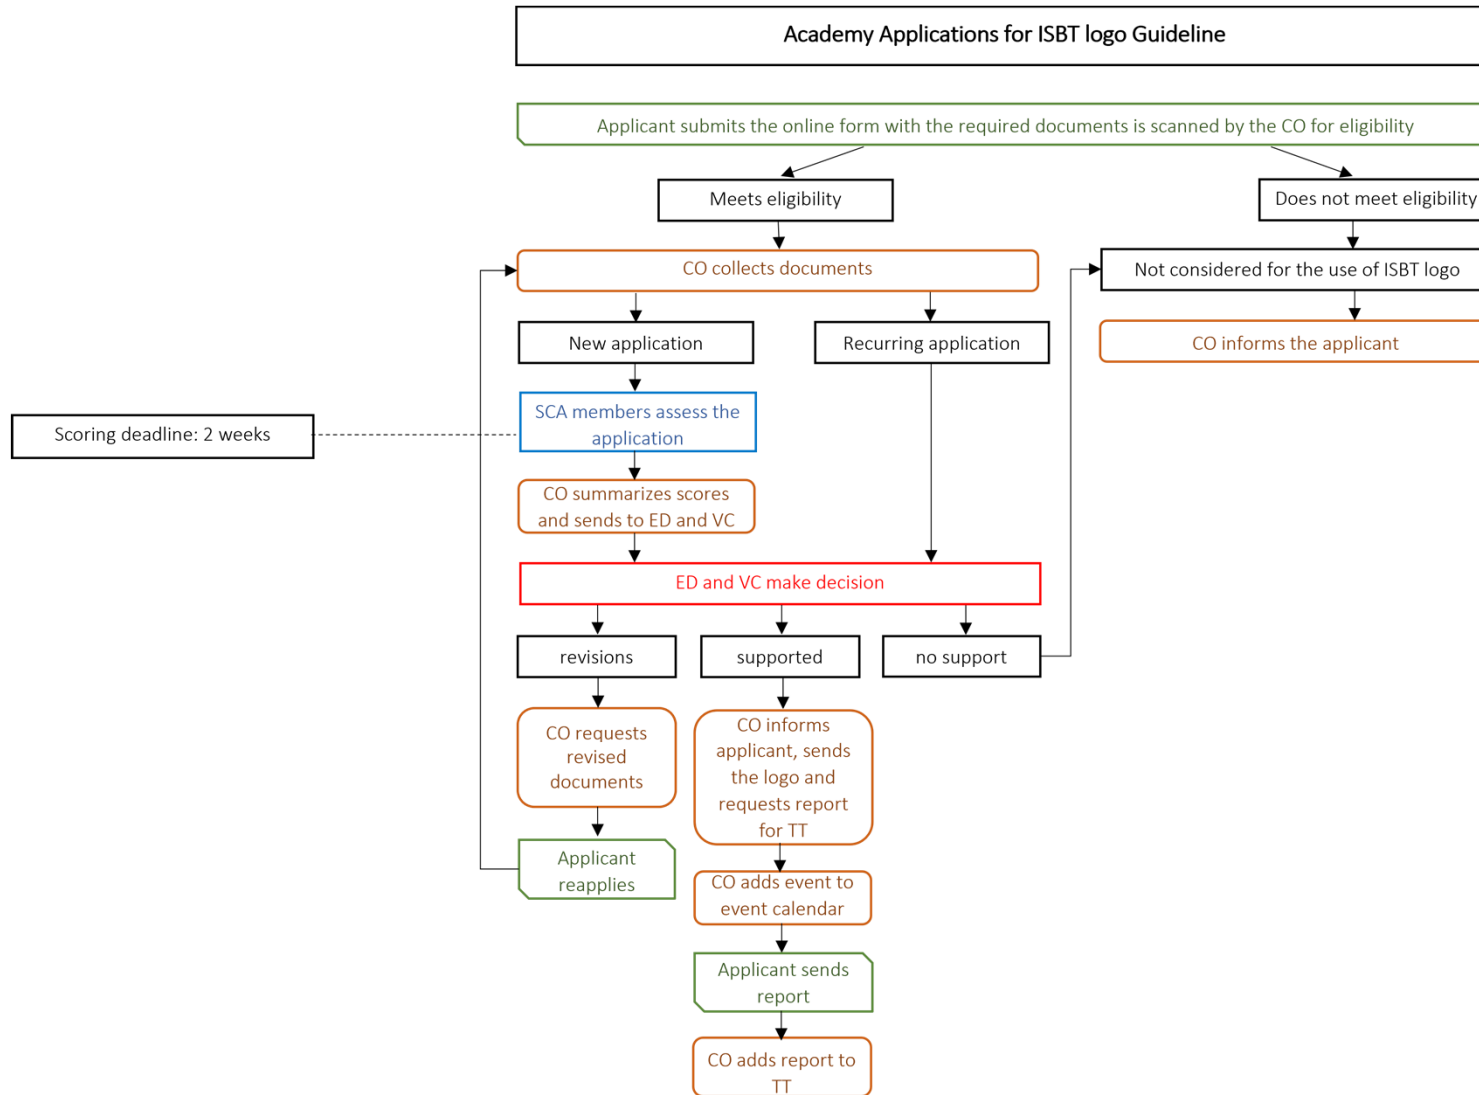 Academy Applications for ISBT logo Guideline
Applicant submits the online form with the required documents is scanned by the CO for eligibility
Meets eligibility
Does not meet eligibility
CO collects documents
Not considered for the use of ISBT logo
New application
Recurring application
CO informs the applicant
SCA members assess the
application
Scoring deadline: 2 weeks
CO summarizes scores
and sends to ED and VC
ED and VC make decision
revisions
supported
no support
CO requests
revised
documents
CO informs
applicant, sends
the logo and
requests report
for TT
Applicant
reapplies
CO adds event to
event calendar
Applicant sends
report
CO adds report to
TT